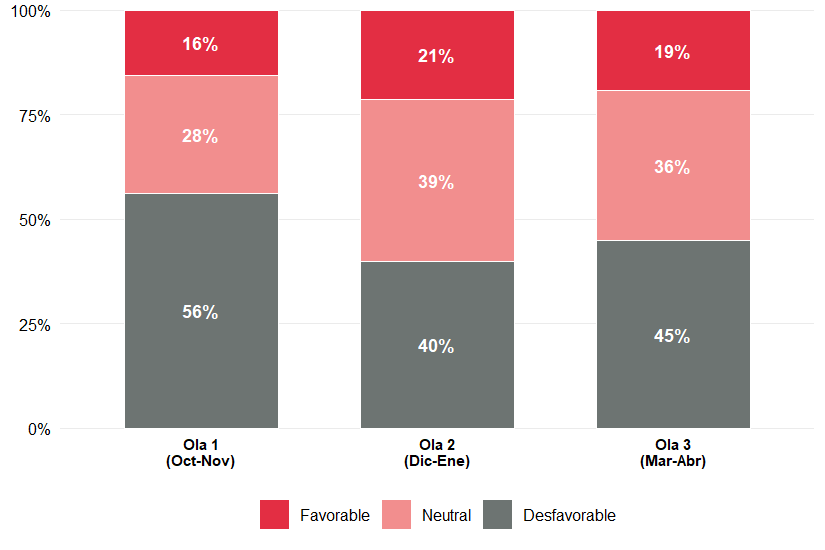 100%
75%
50%
25%
0%
16%
28%
56%
21%
39%
40%
19%
36%
45%
Ola 1
(Oct-Nov)
Ola 2
(Dic-Ene)
Ola 3
(Mar-Abr)
Favorable
Neutral
Desfavorable